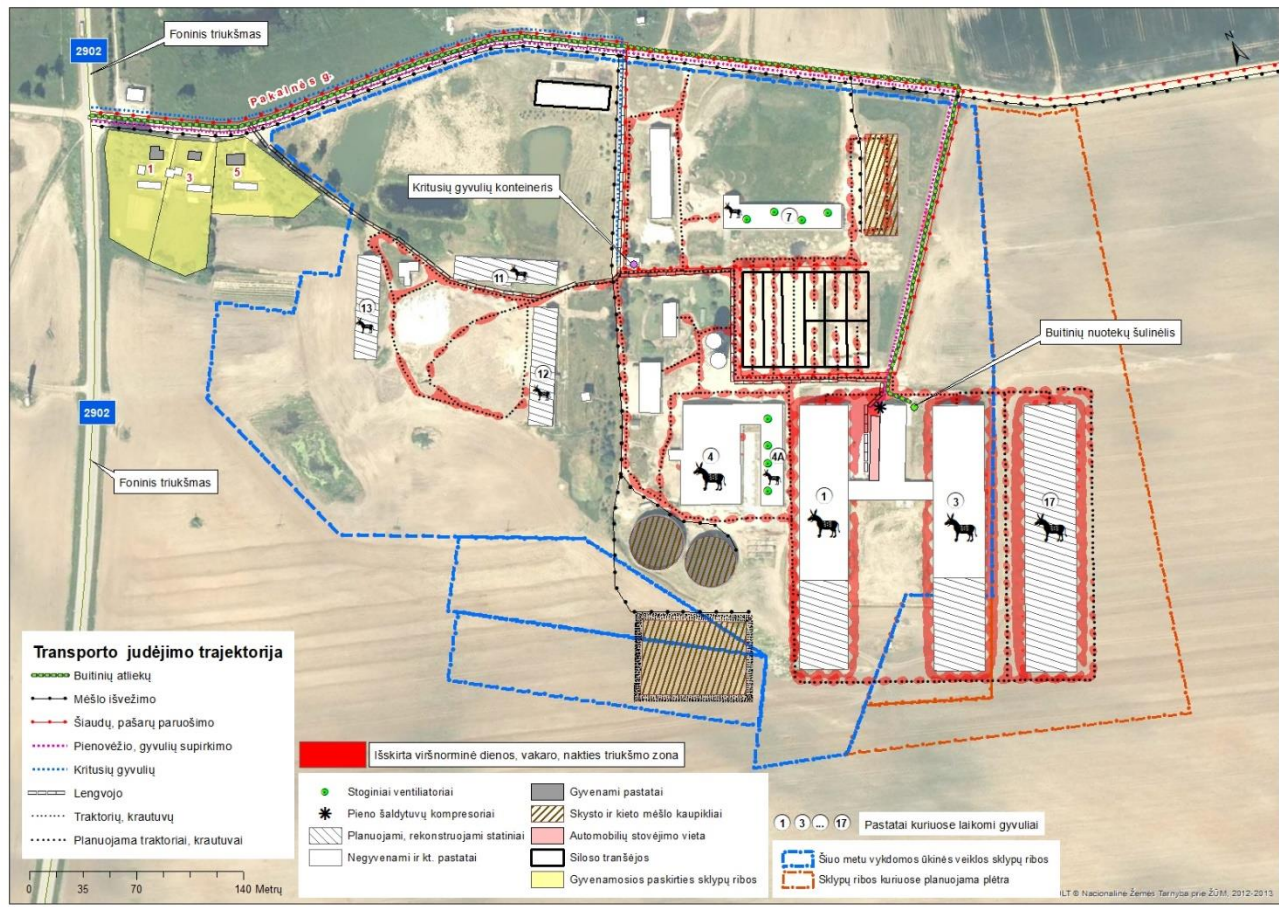 Foninis triukšmas
2902
N
Pakalnės g.
1
3
5
Kritusių gyvulių konteineris
7
11
13
12
Buitinių nuotekų šulinėlis
2902
Foninis triukšmas
4
4A
1
3
17
Transporto judėjimo trajektorija
Buitinių atliekų
Mėšlo išvežimo
Šiaudų, pašarų paruošimo
Pienovėžio, gyvulių supirkimo
Kritusių gyvulių
Lengvojo
Traktorių, krautuvų
Planuojama traktoriai, krautuvai
0 35 70 140 Metrų
Išskirta viršnorminė dienos, vakaro, nakties triukšmo zona
Stoginiai ventiliatoriai
Pieno šaldytuvų kompresoriai
Planuojami, rekonstruojami statiniai
Negyvenami ir kt. pastatai
Gyvenami pastatai
Skysto ir kieto mėšlo kaupikliai
Automobilių stovėjimo vieta
Siloso tranšėjos
Gyvenamosios paskirties sklypų ribos
1 3 ... 17 Pastatai kuriuose laikomi gyvuliai
Šiuo metu vykdomos ūkinės veiklos sklypų ribos
Sklypų ribos kuriuose planuojama plėtra
LT © Nacionalinė Žemės Tarnyba prie ŽŪM, 2012-2013